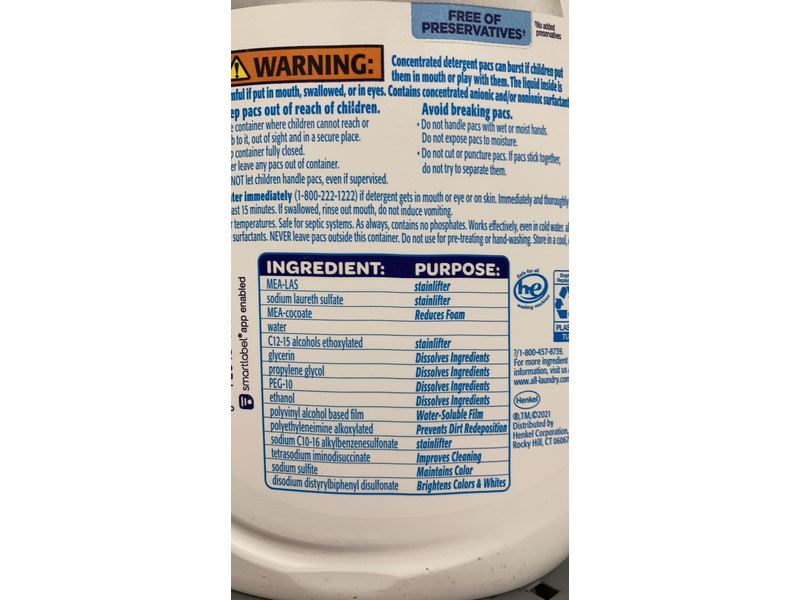 FREE OF
PRESERVATIVES†
†No added
preservatives
WARNING:
Concentrated detergent pacs can burst if children put
them in mouth or play with them. The liquid inside is
mful if put in mouth, swallowed, or in eyes. Contains concentrated anionic and/or nonionic surfactant
ep pacs out of reach of children.
e container where children cannot reach or
b to it, out of sight and in a secure place.
container fully closed.
er leave any pacs out of container.
NOT let children handle pacs, even if supervised.
Avoid breaking pacs.
• Do not handle pacs with wet or moist hands.
Do not expose pacs to moisture.
• Do not cut or puncture pacs. If pacs stick together,
do not try to separate them.
ter immediately (1-800-222-1222) if detergent gets in mouth or eye or on skin. Immediately and thoroughly
ast 15 minutes. If swallowed, rinse out mouth, do not induce vomiting.
r temperatures. Safe for septic systems. As always, contains no phosphates. Works effectively, even in cold water.
surfactants. NEVER leave pacs outside this container. Do not use for pre-treating or hand-washing. Store in a cool,
INGREDIENT: PURPOSE:
MEA-LAS stainlifter
sodium laureth sulfate stainlifter
MEA-cocoate Reduces Foam
water
C12-15 alcohols ethoxylated stainlifter
glycerin Dissolves Ingredients
propylene glycol Dissolves Ingredients
PEG-10 Dissolves Ingredients
ethanol Dissolves Ingredients
polyvinyl alcohol based film Water-Soluble Film
polyethyleneimine alkoxylated Prevents Dirt Redeposition
sodium C10-16 alkylbenzenesulfonate stainlifter
tetrasodium iminodisuccinate Improves Cleaning
sodium sulfite Maintains Color
disodium distyrylbiphenyl disulfonate Brightens Colors & Whites
smartlabel® app enabled
Safe for all
he
washing machines
PLAS
TU
?/1-800-457-8739.
For more ingredient
information, visit us
www.all-laundry.com
Henkel
®,TM,©2021
Distributed by
Henkel Corporation,
Rocky Hill, CT 06067